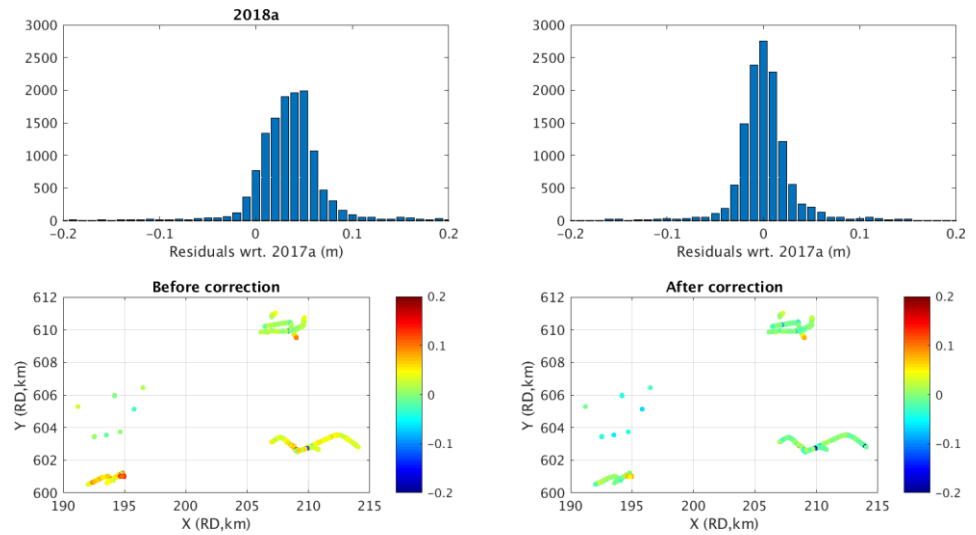 2018a
3000
2500
2000
1500
1000
500
0
-0.2 -0.1 0 0.1 0.2
Residuals wrt. 2017a (m)
3000
2500
2000
1500
1000
500
0
-0.2 -0.1 0 0.1 0.2
Residuals wrt. 2017a (m)
Before correction
612
610
608
606
604
602
600
Y (RD,km)
190 195 200 205 210 215
X (RD,km)
0.2
0.1
0
-0.1
-0.2
After correction
612
610
608
606
604
602
600
Y (RD,km)
190 195 200 205 210 215
X (RD,km)
0.2
0.1
0
-0.1
-0.2